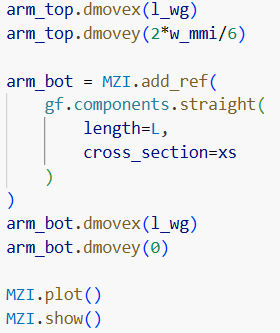 arm_top.dmovex(l_wg)
arm_top.dmovey(2*w_mmi/6)

arm_bot = MZI.add_ref(
    gf.components.straight(
        length=L,
        cross_section=xs
    )
)
arm_bot.dmovex(l_wg)
arm_bot.dmovey(0)

MZI.plot()
MZI.show()